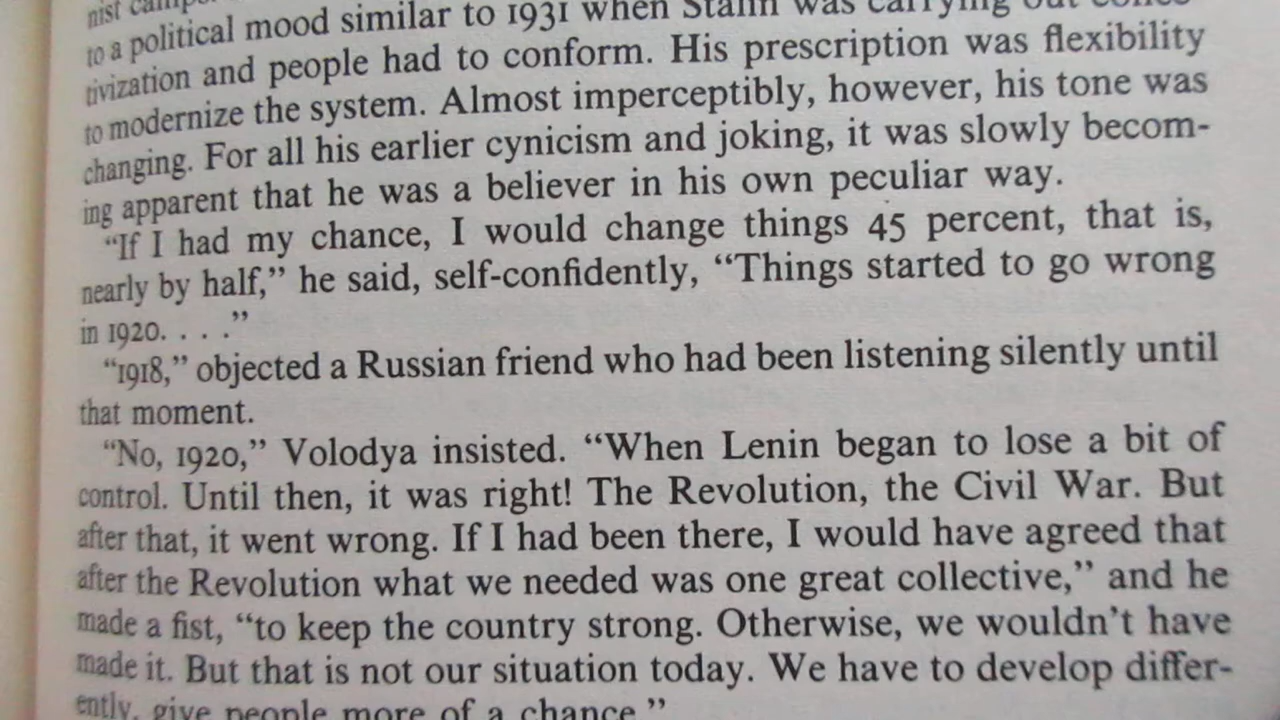 to a political mood similar to 1931 when Stalin was carrying out
tivization and people had to conform. His prescription was flexibility
to modernize the system. Almost imperceptibly, however, his tone was
changing. For all his earlier cynicism and joking, it was slowly becom-
ing apparent that he was a believer in his own peculiar way.
“If I had my chance, I would change things 45 percent, that is,
nearly by half,” he said, self-confidently, “Things started to go wrong
in 1920. . . .”
“1918,” objected a Russian friend who had been listening silently until
that moment.
“No, 1920,” Volodya insisted. “When Lenin began to lose a bit of
control. Until then, it was right! The Revolution, the Civil War. But
after that, it went wrong. If I had been there, I would have agreed that
after the Revolution what we needed was one great collective,” and he
made a fist, “to keep the country strong. Otherwise, we wouldn’t have
made it. But that is not our situation today. We have to develop differ-
ently, give people more of a chance.”